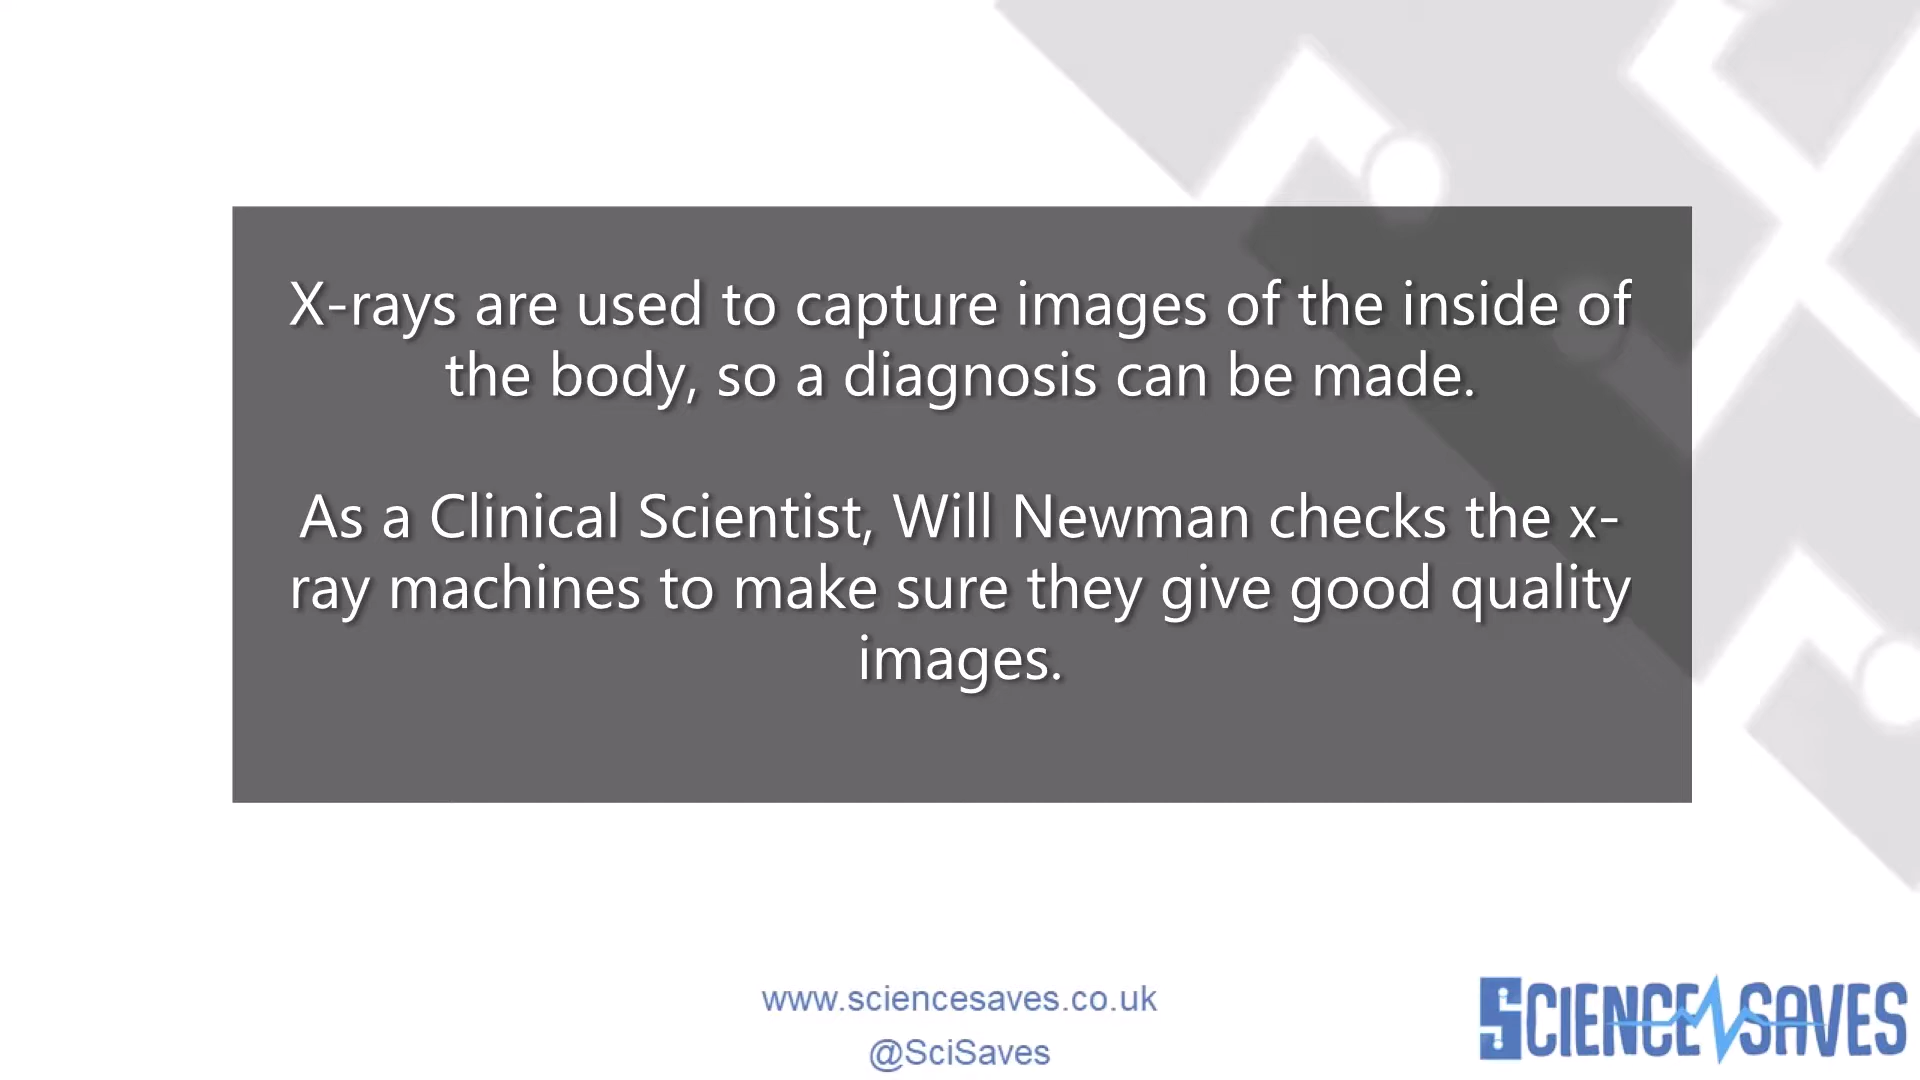 X-rays are used to capture images of the inside of
the body, so a diagnosis can be made.
As a Clinical Scientist, Will Newman checks the x-
ray machines to make sure they give good quality
images.
www.sciencesaves.co.uk
@SciSaves
SCIENCE SAVES